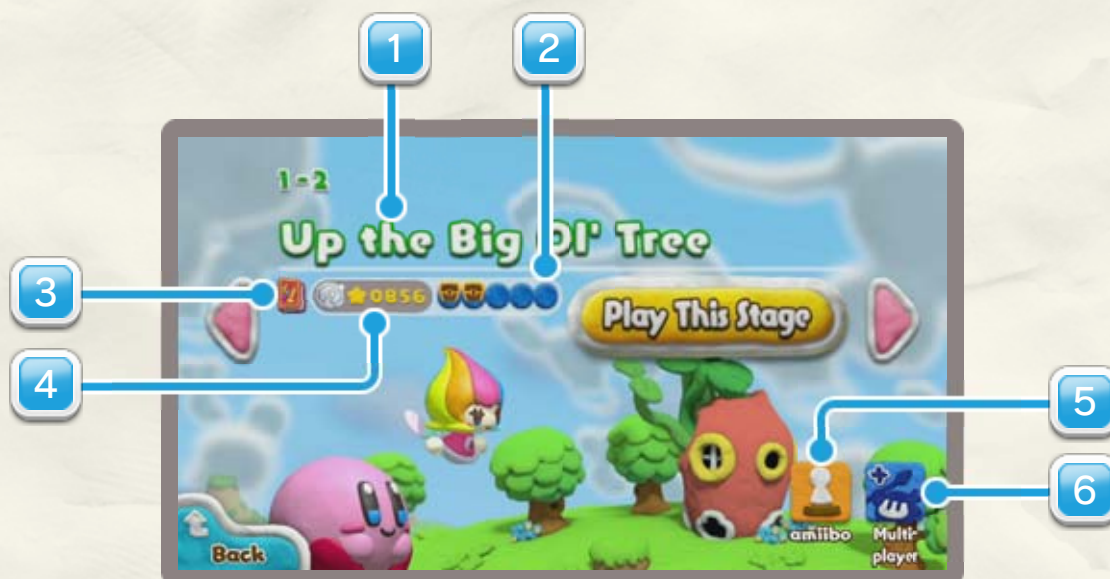 1
2
1-2
Up the Big Ol' Tree
3
0856
Play This Stage
4
5
6
amiibo
Multi-
player
Back